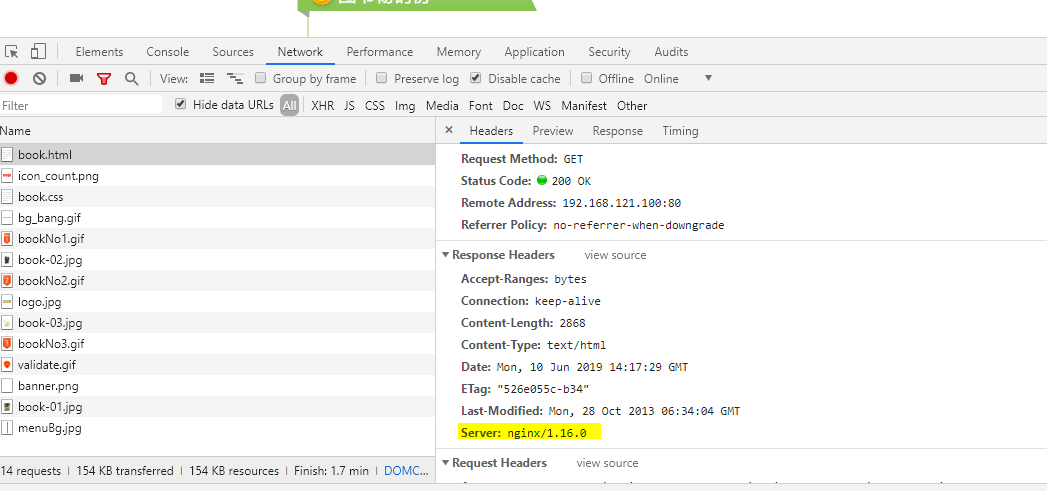 Elements Console Sources Network Performance Memory Application Security Audits
View: Group by frame Preserve log Disable cache Offline Online
Filter Hide data URLs All XHR JS CSS Img Media Font Doc WS Manifest Other
Name
book.html
icon_count.png
book.css
bg_bang.gif
bookNo1.gif
book-02.jpg
bookNo2.gif
logo.jpg
book-03.jpg
bookNo3.gif
validate.gif
banner.png
book-01.jpg
menuBg.jpg
14 requests | 154 KB transferred | 154 KB resources | Finish: 1.7 min | DOMC...
× Headers Preview Response Timing
Request Method: GET
Status Code: 200 OK
Remote Address: 192.168.121.100:80
Referrer Policy: no-referrer-when-downgrade
Response Headers view source
Accept-Ranges: bytes
Connection: keep-alive
Content-Length: 2868
Content-Type: text/html
Date: Mon, 10 Jun 2019 14:17:29 GMT
ETag: "526e055c-b34"
Last-Modified: Mon, 28 Oct 2013 06:34:04 GMT
Server: nginx/1.16.0
Request Headers view source